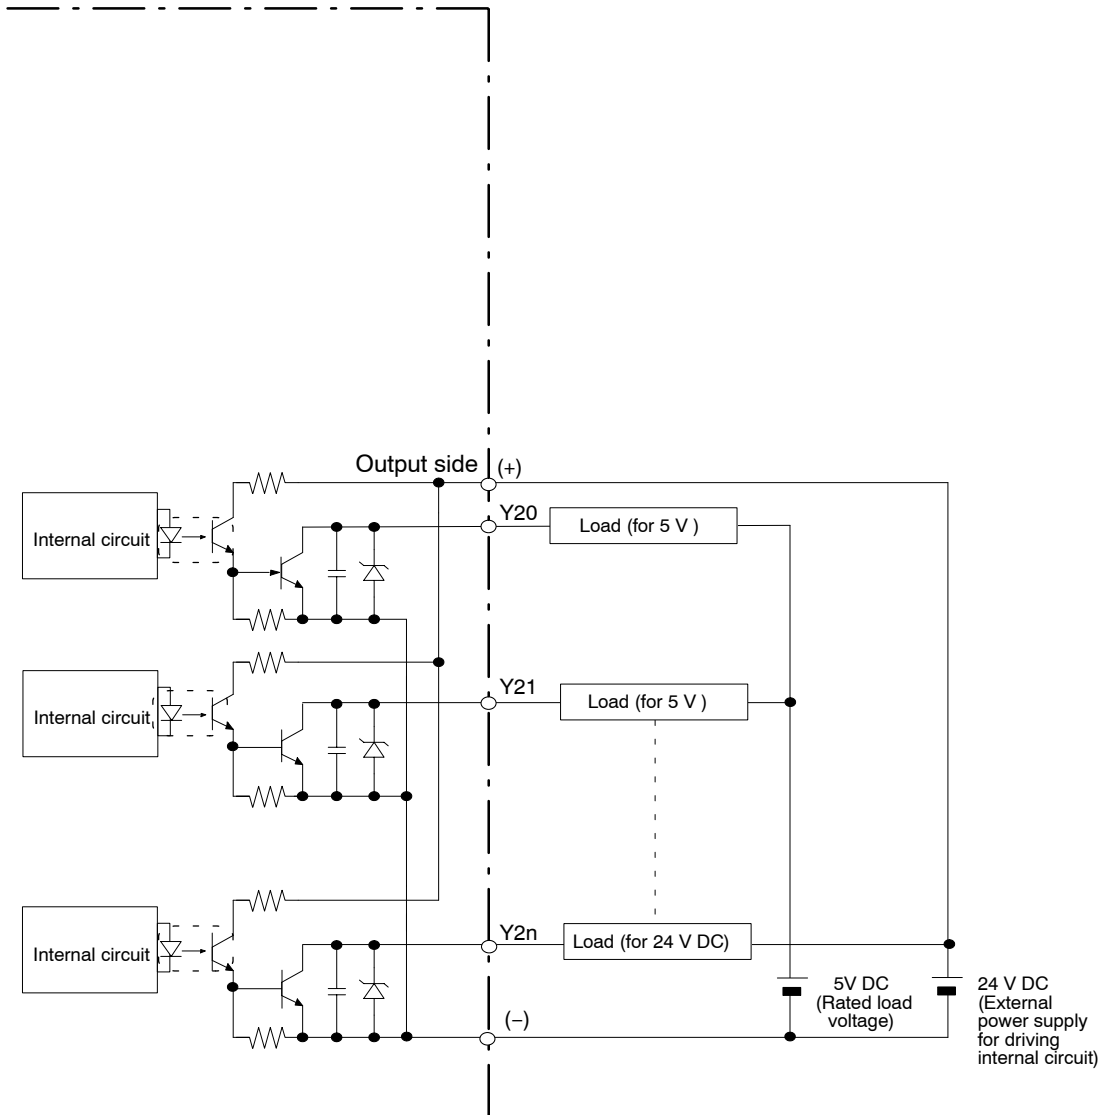 Output side
(+)
Y20
Load (for 5 V )
Internal circuit
Y21
Load (for 5 V )
Internal circuit
Y2n
Load (for 24 V DC)
Internal circuit
(−)
5V DC
(Rated load
voltage)
24 V DC
(External
power supply
for driving
internal circuit)